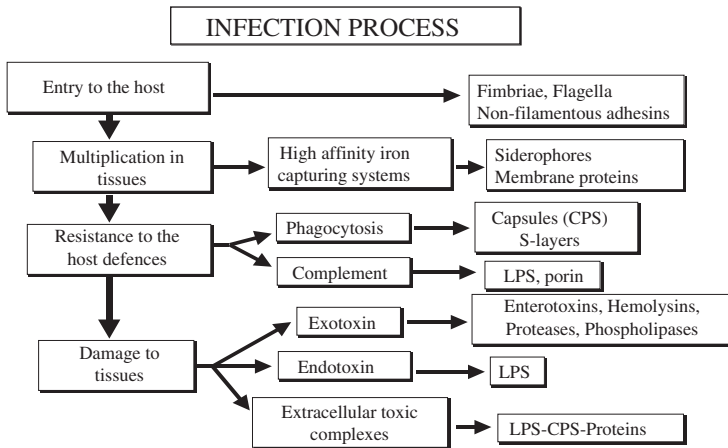 INFECTION PROCESS
Entry to the host
Fimbriae, Flagella
Non-filamentous adhesins
Multiplication in
tissues
High affinity iron
capturing systems
Siderophores
Membrane proteins
Resistance to the
host defences
Phagocytosis
Capsules (CPS)
S-layers
Complement
LPS, porin
Damage to
tissues
Exotoxin
Enterotoxins, Hemolysins,
Proteases, Phospholipases
Endotoxin
LPS
Extracellular toxic
complexes
LPS-CPS-Proteins